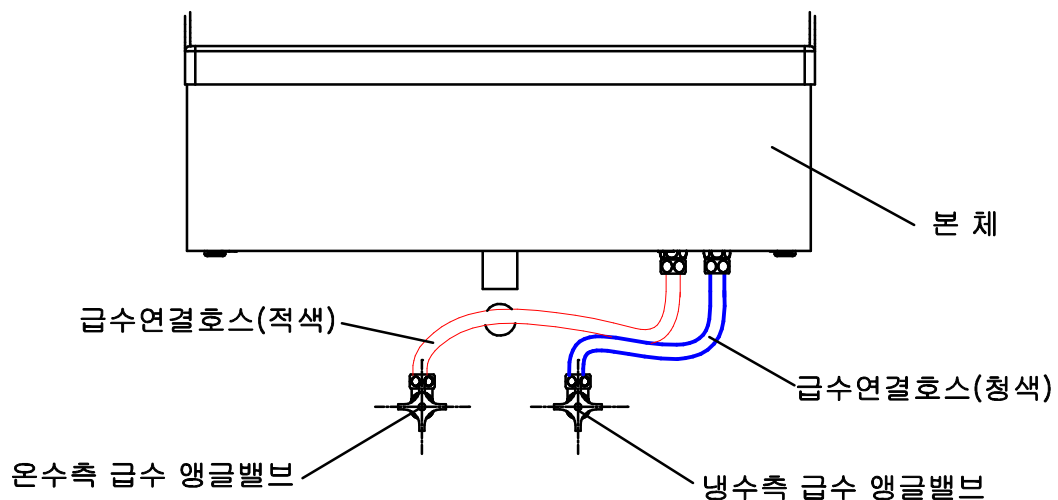 본 체
급수연결호스(적색)
급수연결호스(청색)
온수측 급수 앵글밸브
냉수측 급수 앵글밸브